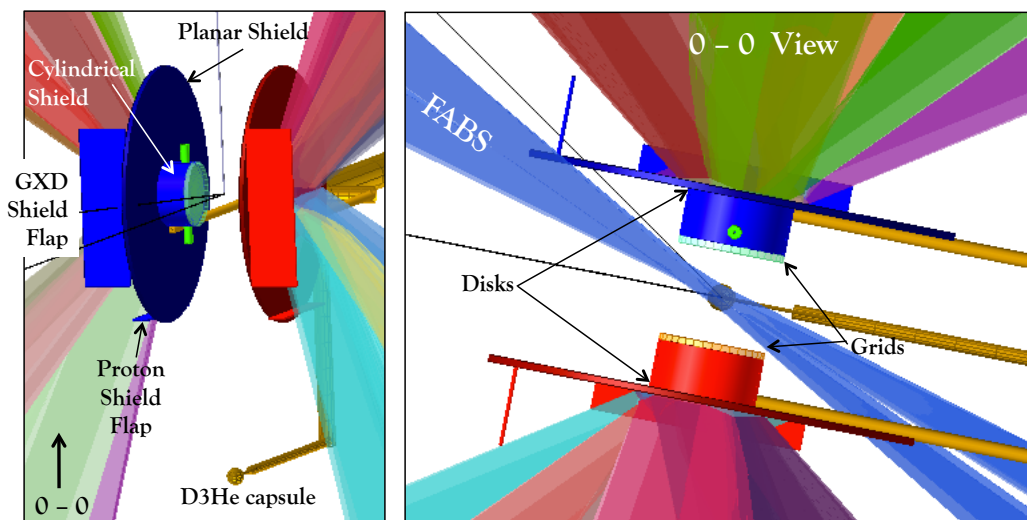 Planar Shield
Cylindrical
Shield
GXD
Shield
Flap
Proton
Shield
Flap
0 – 0
D3He capsule
0 – 0 View
FABS
Disks
Grids